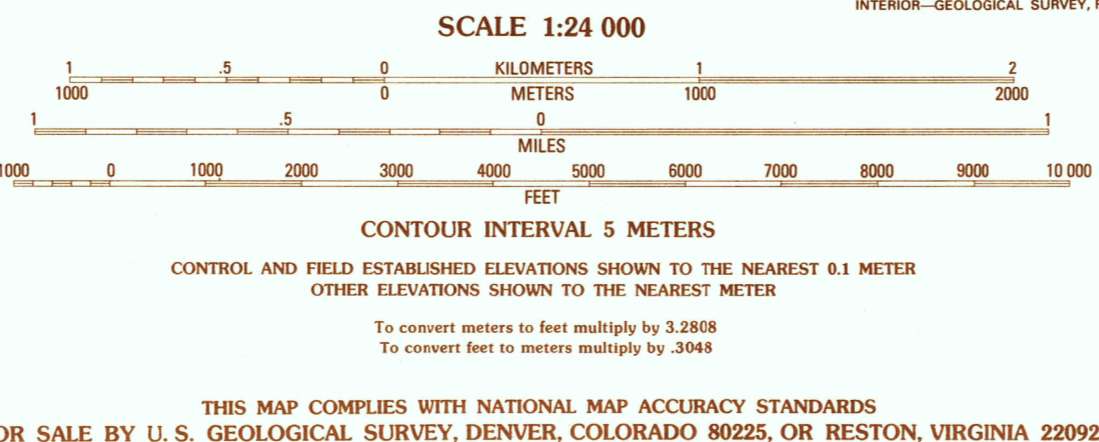 INTERIOR—GEOLOGICAL SURVEY,
SCALE 1:24 000
1 .5 0 KILOMETERS 1 2
1000 0 METERS 1000 2000
1 .5 0 1
MILES
1000 0 1000 2000 3000 4000 5000 6000 7000 8000 9000 10 000
FEET
CONTOUR INTERVAL 5 METERS
CONTROL AND FIELD ESTABLISHED ELEVATIONS SHOWN TO THE NEAREST 0.1 METER
OTHER ELEVATIONS SHOWN TO THE NEAREST METER
To convert meters to feet multiply by 3.2808
To convert feet to meters multiply by .3048
THIS MAP COMPLIES WITH NATIONAL MAP ACCURACY STANDARDS
OR SALE BY U. S. GEOLOGICAL SURVEY, DENVER, COLORADO 80225, OR RESTON, VIRGINIA 22092